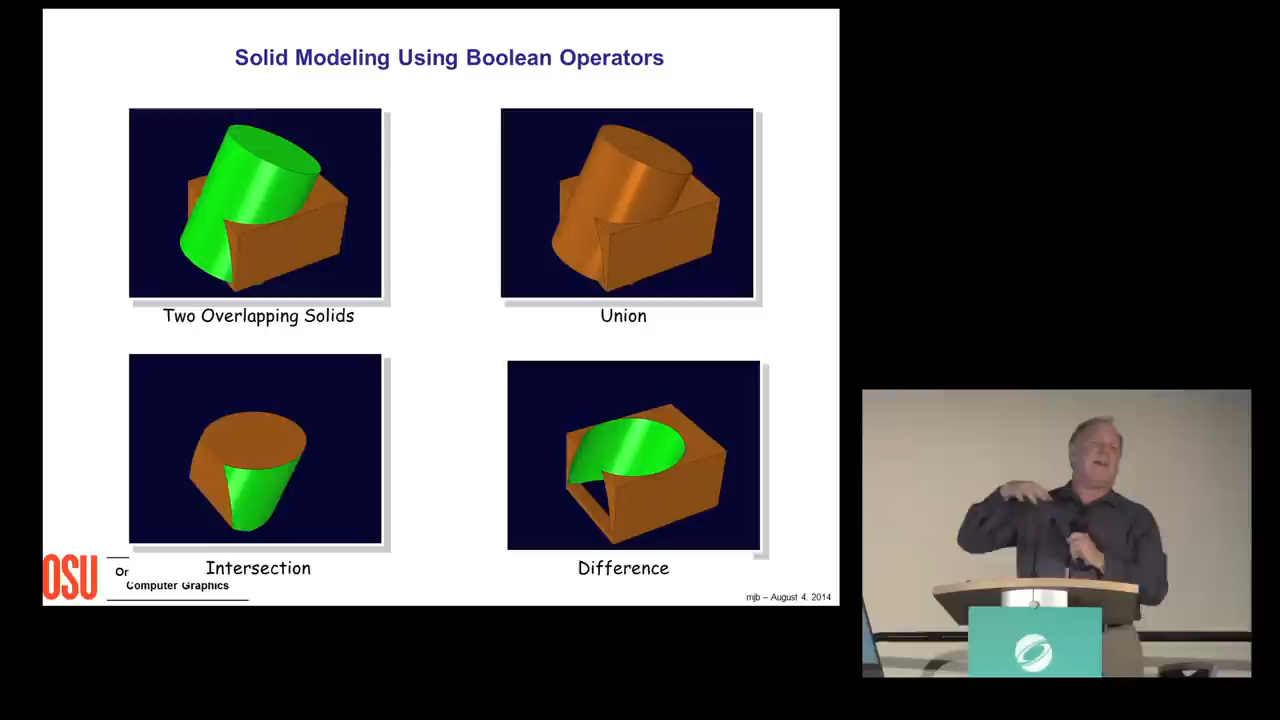 Solid Modeling Using Boolean Operators
Two Overlapping Solids
Union
Intersection
Difference
OSU
Or
Computer Graphics
mjb – August 4, 2014